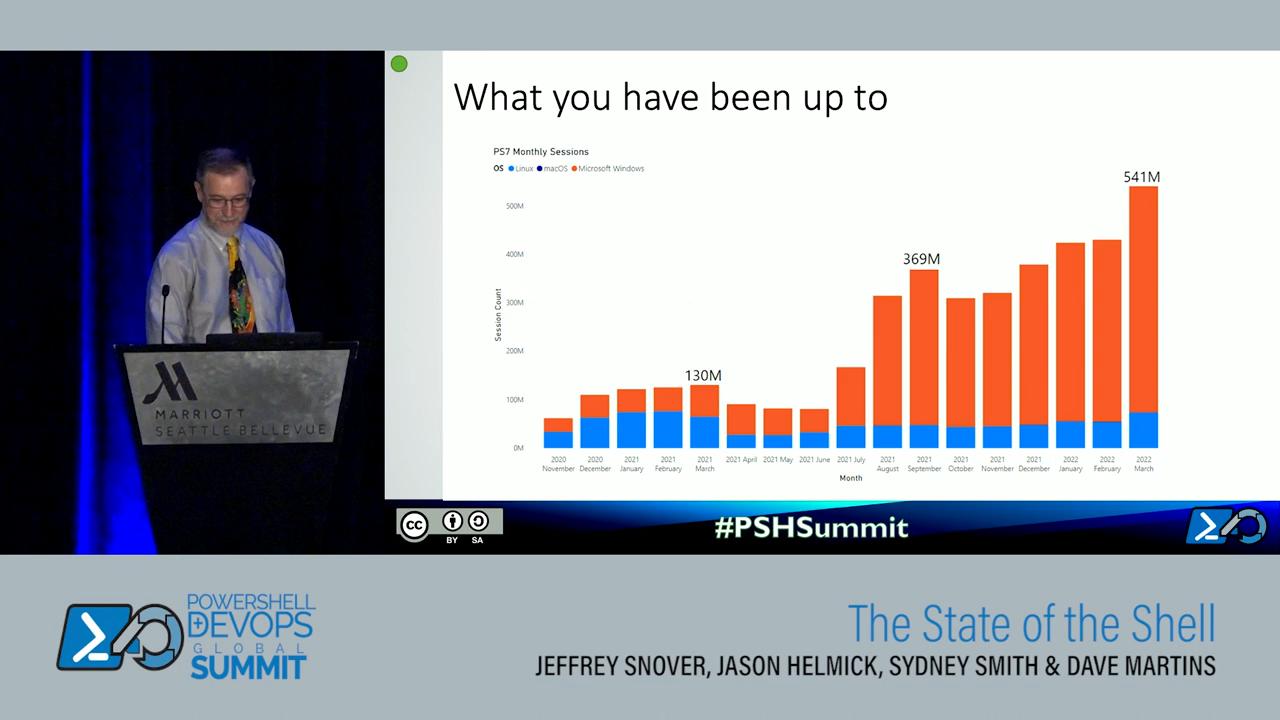 What you have been up to
PS7 Monthly Sessions
OS Linux macOS Microsoft Windows
541M
500M
400M
369M
300M
Session Count
200M
130M
100M
0M
2020 November
2020 December
2021 January
2021 February
2021 March
2021 April
2021 May
2021 June
2021 July
2021 August
2021 September
2021 October
2021 November
2021 December
2022 January
2022 February
2022 March
Month
MARRIOTT
SEATTLE BELLEVUE
cc
BY SA
#PSHSummit
POWERSHELL
+DEVOPS
GLOBAL
SUMMIT
The State of the Shell
JEFFREY SNOVER, JASON HELMICK, SYDNEY SMITH & DAVE MARTINS